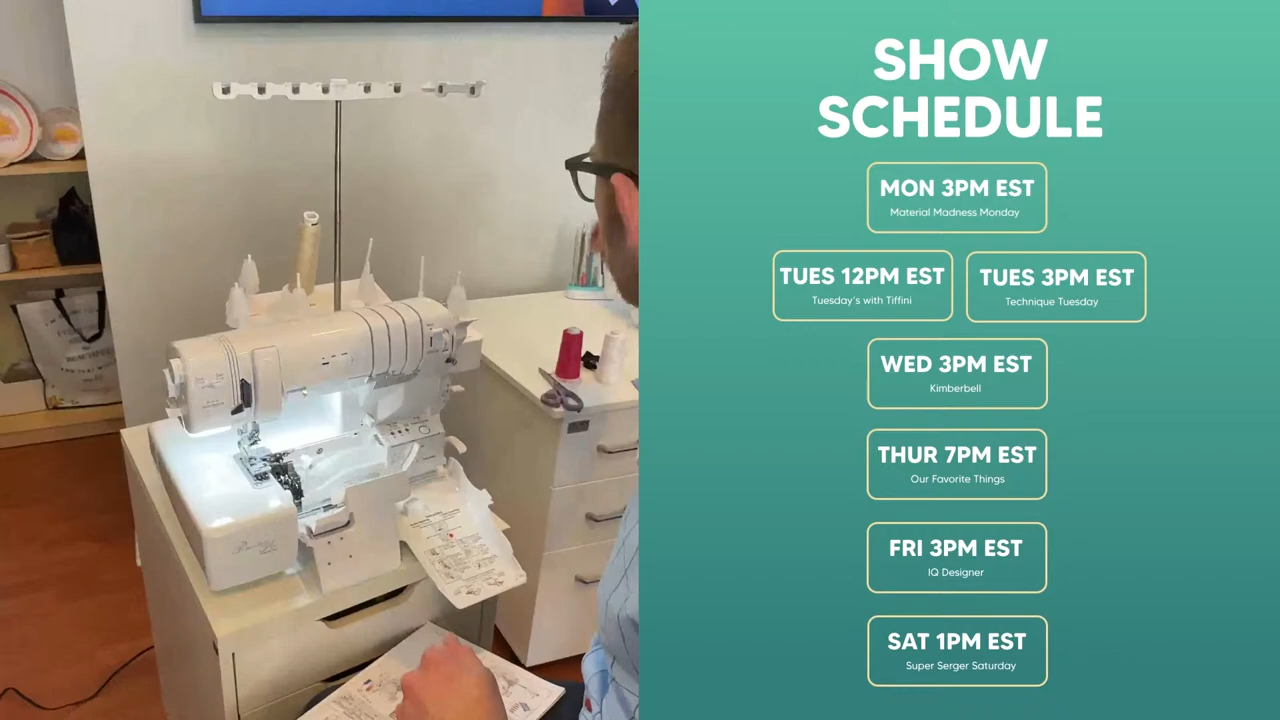 SHOW
SCHEDULE
MON 3PM EST
Material Madness Monday
TUES 12PM EST
Tuesday's with Tiffini
TUES 3PM EST
Technique Tuesday
WED 3PM EST
Kimberbell
THUR 7PM EST
Our Favorite Things
FRI 3PM EST
IQ Designer
SAT 1PM EST
Super Serger Saturday